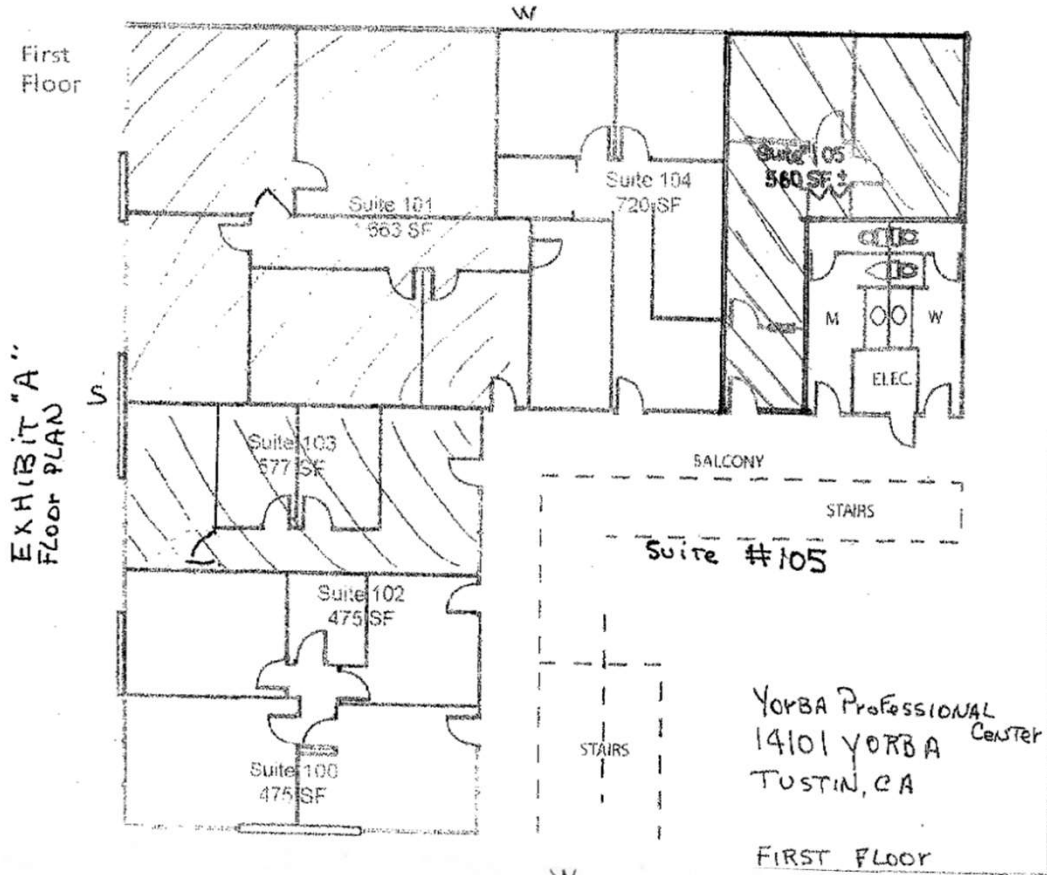 W
First
Floor
Suite 101
663 SF
Suite 104
720 SF
Suite 105
560 SF ±
M
W
ELEC.
EXHIBIT "A"
FLOOR PLAN
S
Suite 103
577 SF
BALCONY
STAIRS
Suite #105
Suite 102
475 SF
STAIRS
Suite 100
475 SF
YORBA PROFESSIONAL CENTER
14101 YORBA
TUSTIN, CA
FIRST FLOOR